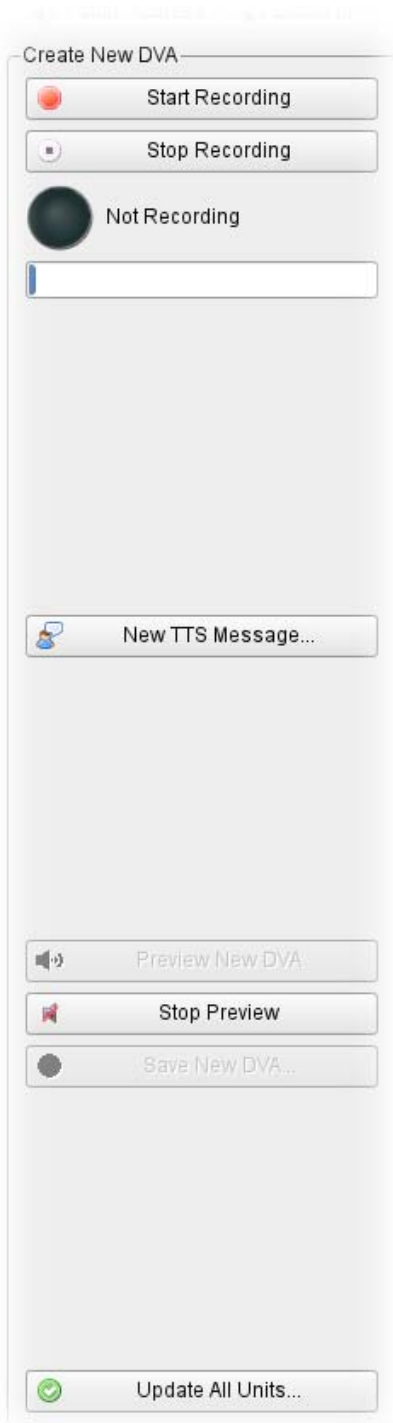 Create New DVA
Start Recording
Stop Recording
Not Recording
New TTS Message...
Preview New DVA
Stop Preview
Save New DVA...
Update All Units...